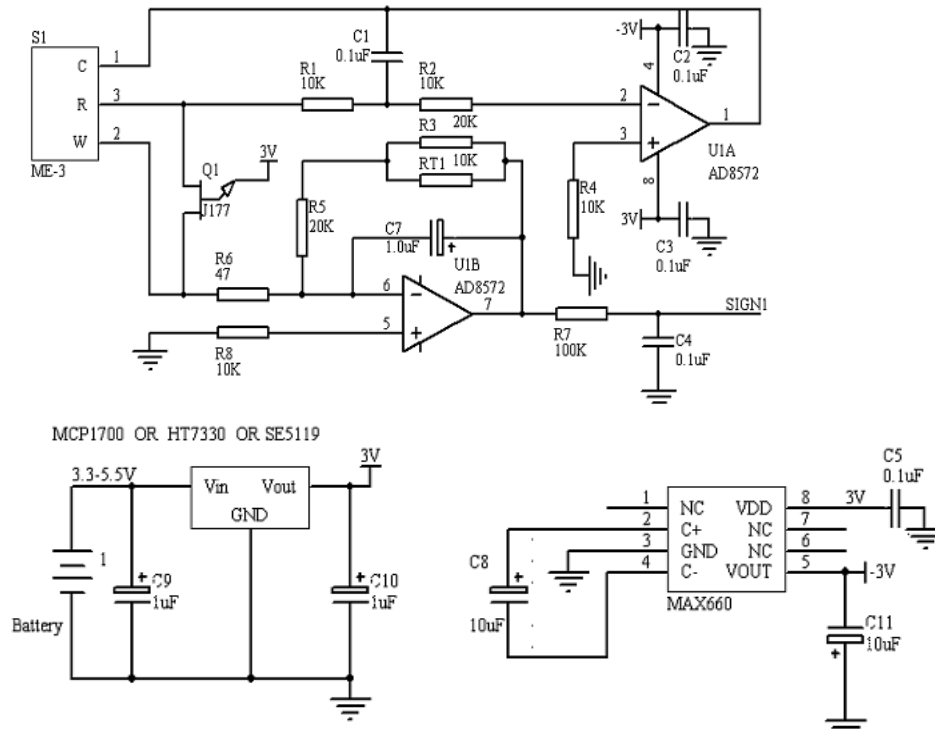 S1
C
R
W
1
3
2
ME-3
C1
0.1uF
R1
10K
R2
10K
20K
R3
10K
RT1
Q1
J177
3V
R5
20K
C7
1.0uF
+
U1B
AD8572
R6
47
R8
10K
6
5
7
−
+
-3V
4
C2
0.1uF
2
3
−
+
1
U1A
AD8572
R4
10K
8
3V
C3
0.1uF
R7
100K
SIGN1
C4
0.1uF
MCP1700 OR HT7330 OR SE5119
3.3-5.5V
Vin
Vout
GND
3V
1
Battery
+
C9
1uF
+
C10
1uF
C8
+
10uF
1
2
3
4
NC
C+
GND
C-
VDD
NC
NC
VOUT
8
7
6
5
MAX660
3V
C5
0.1uF
-3V
C11
10uF
+